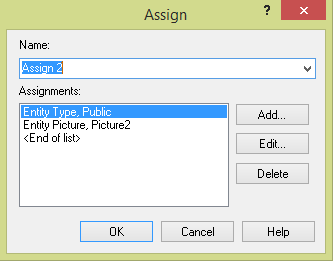 Assign
?
Name:
Assign 2
Assignments:
Entity Type, Public
Entity Picture, Picture2
<End of list>
Add...
Edit...
Delete
OK
Cancel
Help